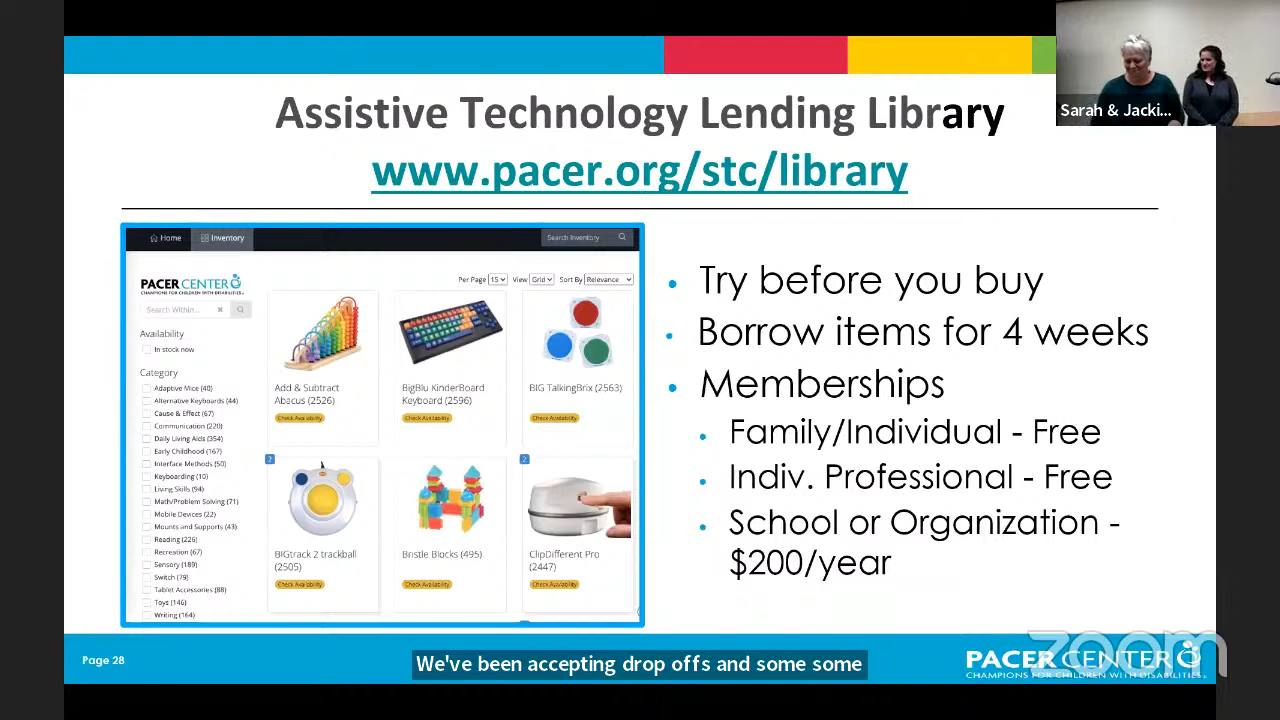 Assistive Technology Lending Library
www.pacer.org/stc/library
Sarah & Jacki...
Home
Inventory
Search Inventory
PACER CENTER
CHAMPIONS FOR CHILDREN WITH DISABILITIES
Per Page 15 View Grid Sort By Relevance
Search Within...
Availability
In stock now
Category
Adaptive Mice (40)
Alternative Keyboards (44)
Cause & Effect (67)
Communication (220)
Daily Living Aids (354)
Early Childhood (167)
Interface Methods (50)
Keyboarding (10)
Living Skills (94)
Math/Problem Solving (71)
Mobile Devices (22)
Mounts and Supports (43)
Reading (226)
Recreation (67)
Sensory (189)
Switch (79)
Tablet Accessories (88)
Toys (146)
Writing (164)
Add & Subtract
Abacus (2526)
Check Availability
BigBlu KinderBoard
Keyboard (2596)
Check Availability
BIG TalkingBrix (2563)
Check Availability
2
BIGtrack 2 trackball
(2505)
Check Availability
Bristle Blocks (495)
Check Availability
2
ClipDifferent Pro
(2447)
Check Availability
• Try before you buy
• Borrow items for 4 weeks
• Memberships
• Family/Individual - Free
• Indiv. Professional - Free
• School or Organization -
$200/year
Page 28
We've been accepting drop offs and some some
PACER CENTER
CHAMPIONS FOR CHILDREN WITH DISABILITIES
zoom